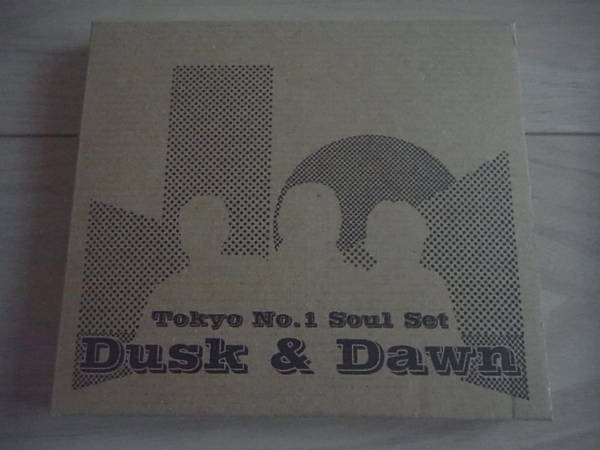 Tokyo No.1 Soul Set
Dusk & Dawn